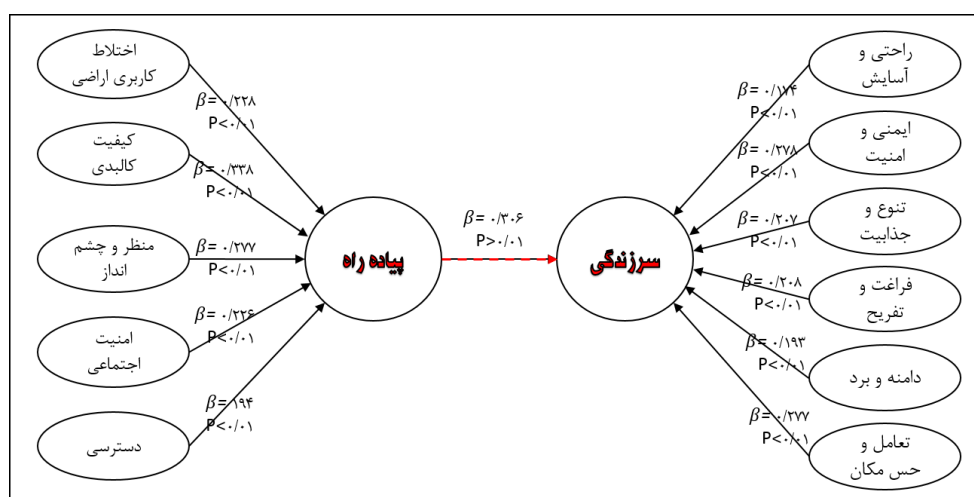 اختلاط
کاربری اراضی
کیفیت
کالبدی
منظر و چشم
انداز
امنیت
اجتماعی
دسترسی
β= ۰/۲۲۸
P<۰/۰۱
β= ۰/۳۳۸
P<۰/۰۱
β= ۰/۲۷۷
P<۰/۰۱
β= ۰/۲۲۶
P<۰/۰۱
β= ۱۹۴
P<۰/۰۱
پیاده راه
β= ۰/۳۰۶
P>۰/۰۱
سرزندگی
β= ۰/۱۷۴
P<۰/۰۱
β= ۰/۲۷۸
P<۰/۰۱
β= ۰/۲۰۷
P<۰/۰۱
β= ۰/۲۰۸
P<۰/۰۱
β= ۰/۱۹۳
P<۰/۰۱
β= ۰/۲۷۷
P<۰/۰۱
راحتی و
آسایش
ایمنی و
امنیت
تنوع و
جذابیت
فراغت و
تفریح
دامنه و برد
تعامل و
حس مکان